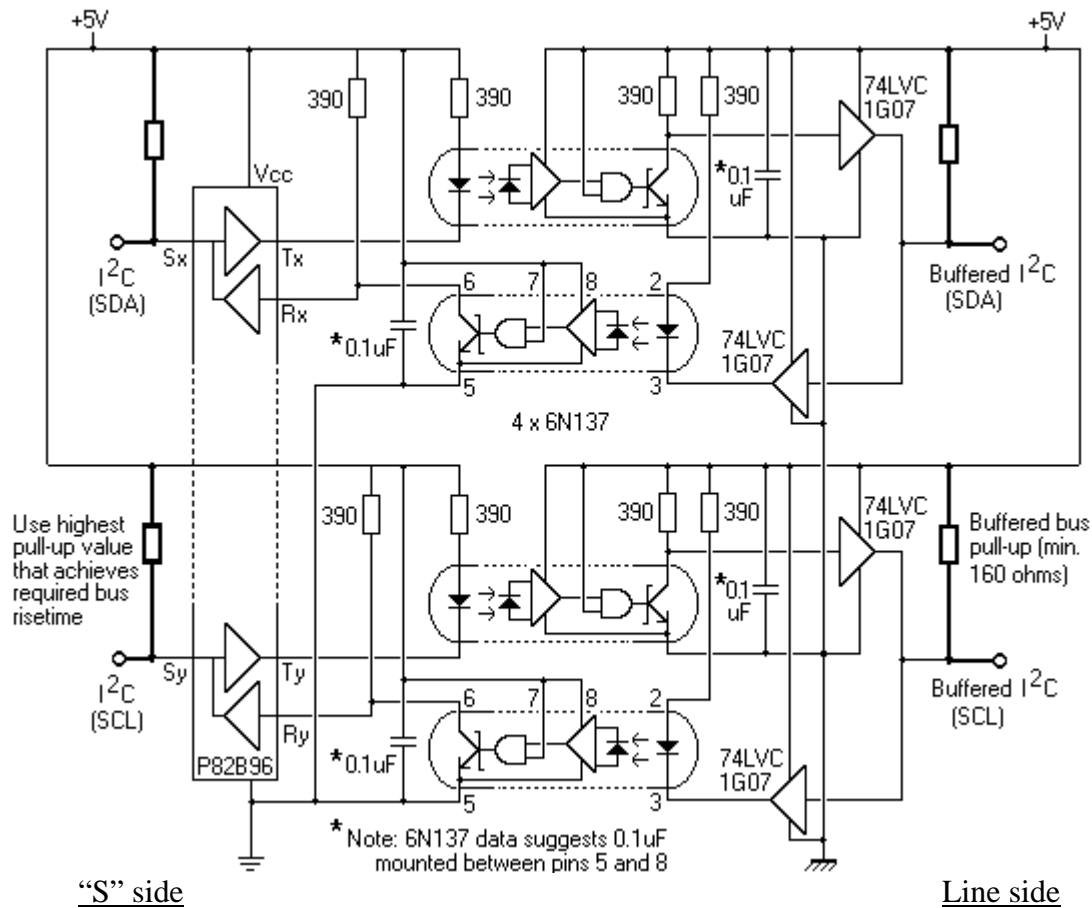 +5V
+5V
390
390
390
390
74LVC
1G07
*0.1
uF
Vcc
Sx
Tx
Rx
I²C
(SDA)
Buffered I²C
(SDA)
6
7
8
2
*0.1uF
74LVC
1G07
5
3
4 x 6N137
Use highest
pull-up value
that achieves
required bus
risetime
390
390
390
390
74LVC
1G07
Buffered bus
pull-up (min.
160 ohms)
*0.1
uF
Sy
Ty
Ry
I²C
(SCL)
Buffered I²C
(SCL)
6
7
8
2
P82B96
*0.1uF
74LVC
1G07
5
3
* Note: 6N137 data suggests 0.1uF
mounted between pins 5 and 8
“S” side
Line side